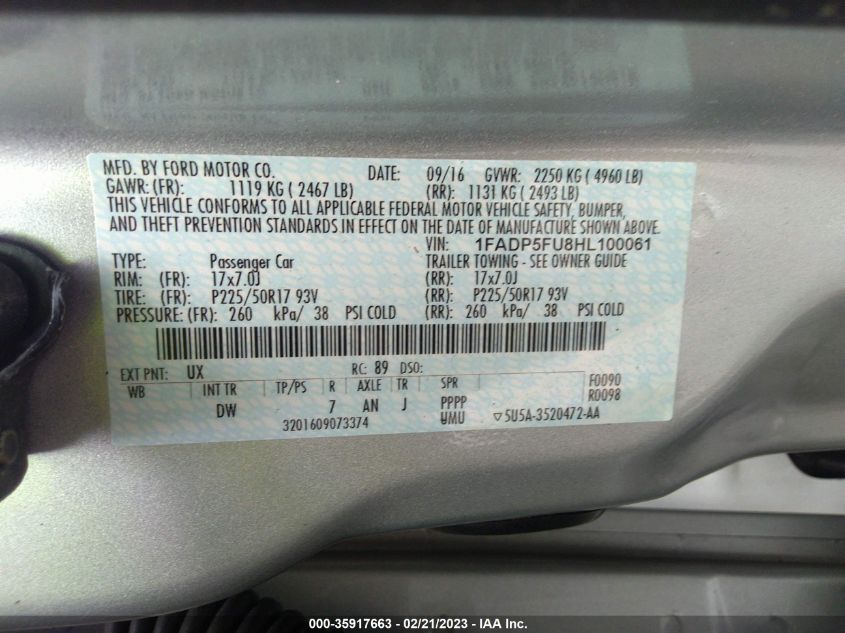 MFD. BY FORD MOTOR CO. DATE: 09/16 GVWR: 2250 KG ( 4960 LB)
GAWR: (FR): 1119 KG ( 2467 LB) (RR): 1131 KG ( 2493 LB)
THIS VEHICLE CONFORMS TO ALL APPLICABLE FEDERAL MOTOR VEHICLE SAFETY, BUMPER,
AND THEFT PREVENTION STANDARDS IN EFFECT ON THE DATE OF MANUFACTURE SHOWN ABOVE.
VIN: 1FADP5FU8HL100061
TYPE: Passenger Car TRAILER TOWING - SEE OWNER GUIDE
RIM: (FR): 17x7.0J (RR): 17x7.0J
TIRE: (FR): P225/50R17 93V (RR): P225/50R17 93V
PRESSURE: (FR): 260 kPa/ 38 PSI COLD (RR): 260 kPa/ 38 PSI COLD
EXT PNT: UX RC: 89 DSO:
WB INT TR TP/PS R AXLE TR SPR F0090
R0098
DW 7 AN J PPPP
3201609073374 WMU ▽5U5A-3520472-AA
000-35917663 - 02/21/2023 - IAA Inc.